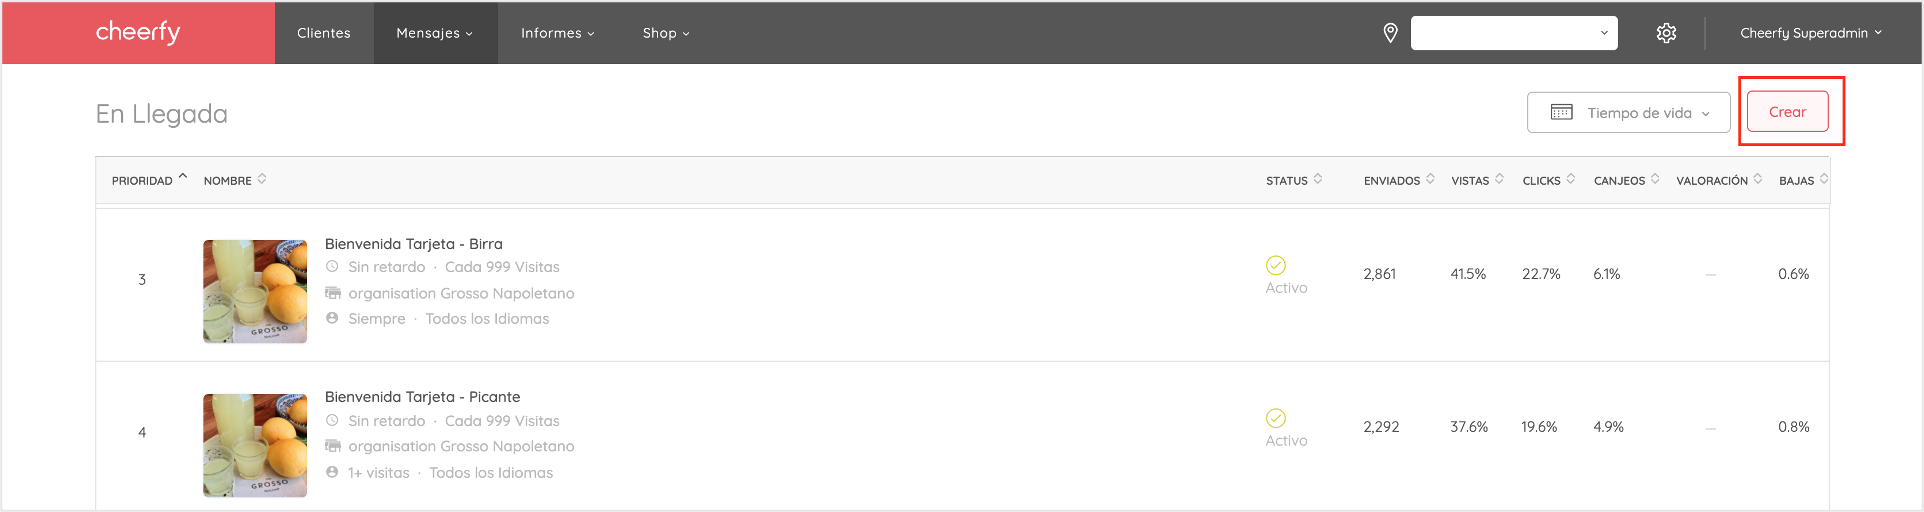 cheerfy Clientes Mensajes Informes Shop Cheerfy Superadmin
En Llegada Tiempo de vida Crear
PRIORIDAD NOMBRE STATUS ENVIADOS VISTAS CLICKS CANJEOS VALORACIÓN BAJAS
Bienvenida Tarjeta - Birra
Sin retardo · Cada 999 Visitas
3 Activo 2,861 41.5% 22.7% 6.1% — 0.6%
organisation Grosso Napoletano
Siempre · Todos los Idiomas
GROSSO
Bienvenida Tarjeta - Picante
Sin retardo · Cada 999 Visitas
4 Activo 2,292 37.6% 19.6% 4.9% — 0.8%
organisation Grosso Napoletano
1+ visitas · Todos los Idiomas
GROSSO